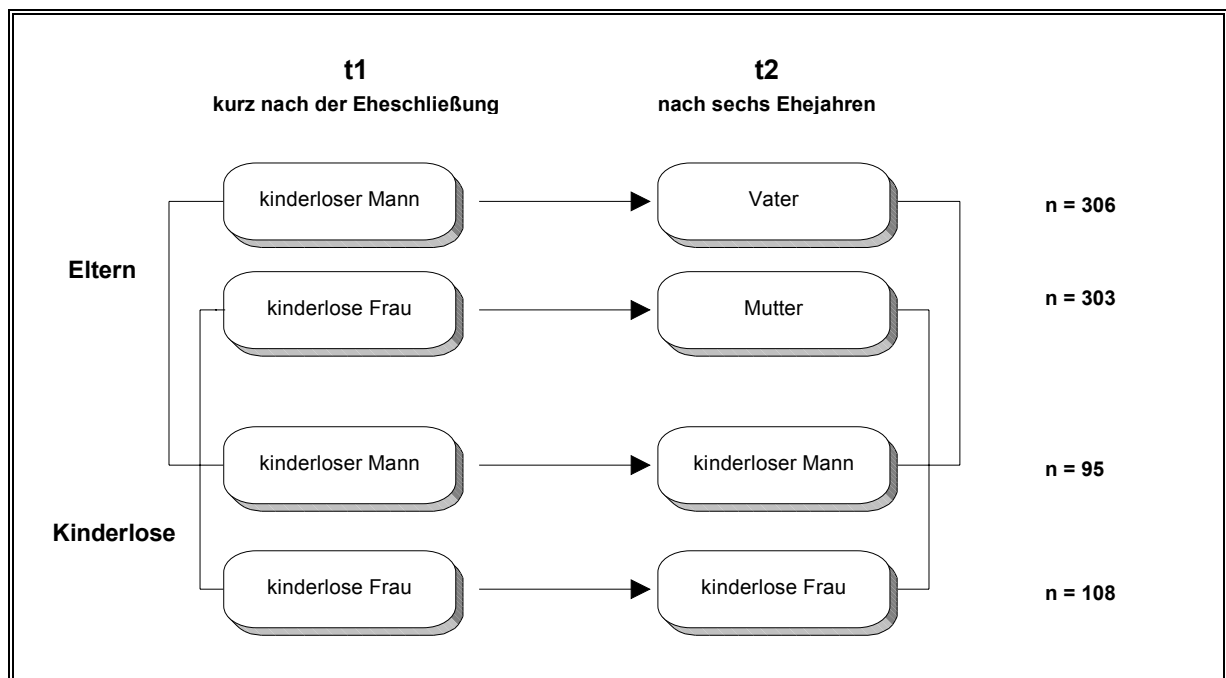 t1
t2
kurz nach der Eheschließung
nach sechs Ehejahren
kinderloser Mann
Vater
n = 306
Eltern
kinderlose Frau
Mutter
n = 303
kinderloser Mann
kinderloser Mann
n = 95
Kinderlose
kinderlose Frau
kinderlose Frau
n = 108